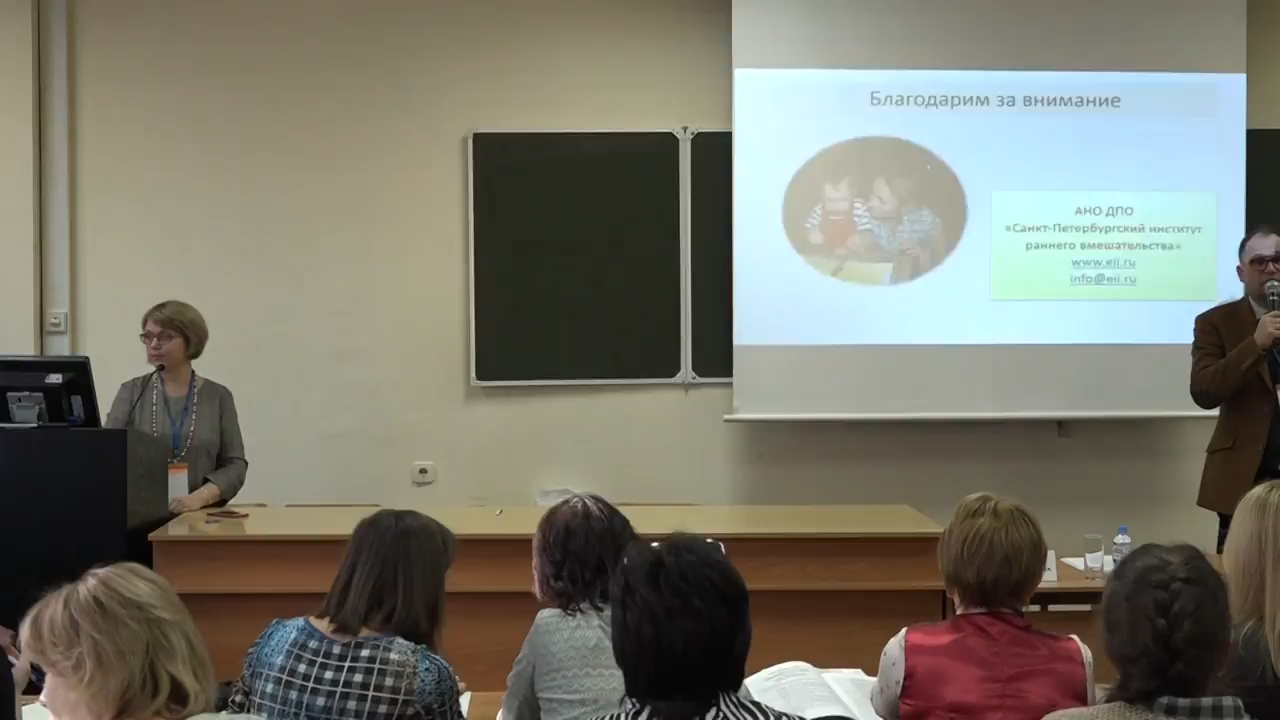 Благодарим за внимание
АНО ДПО
«Санкт-Петербургский институт
раннего вмешательства»
www.eii.ru
info@eii.ru